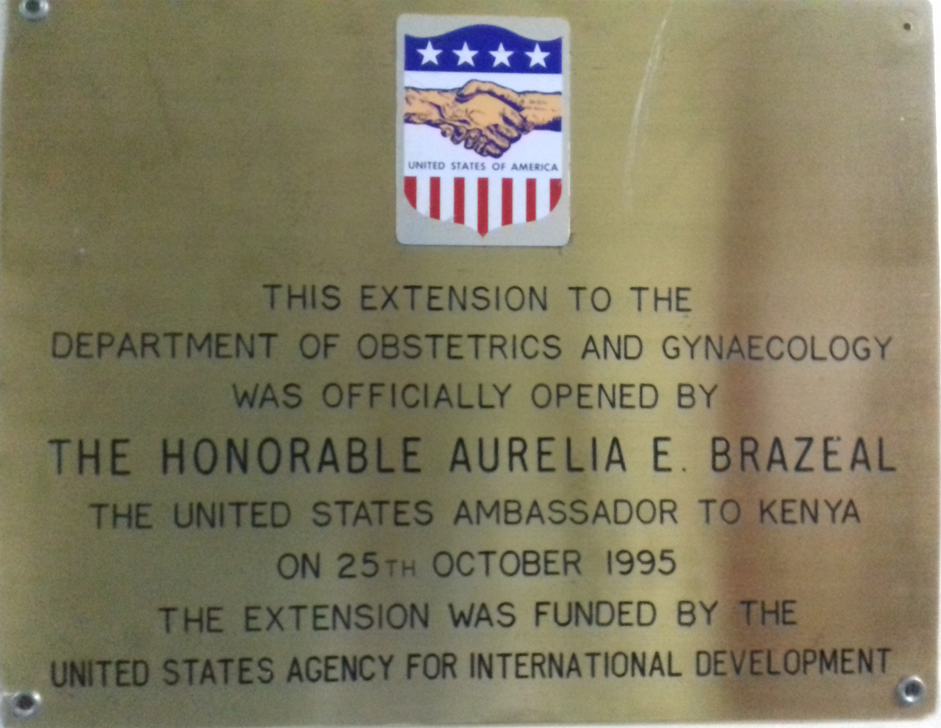 UNITED STATES OF AMERICA
THIS EXTENSION TO THE
DEPARTMENT OF OBSTETRICS AND GYNAECOLOGY
WAS OFFICIALLY OPENED BY
THE HONORABLE AURELIA E. BRAZEAL
THE UNITED STATES AMBASSADOR TO KENYA
ON 25TH OCTOBER 1995
THE EXTENSION WAS FUNDED BY THE
UNITED STATES AGENCY FOR INTERNATIONAL DEVELOPMENT